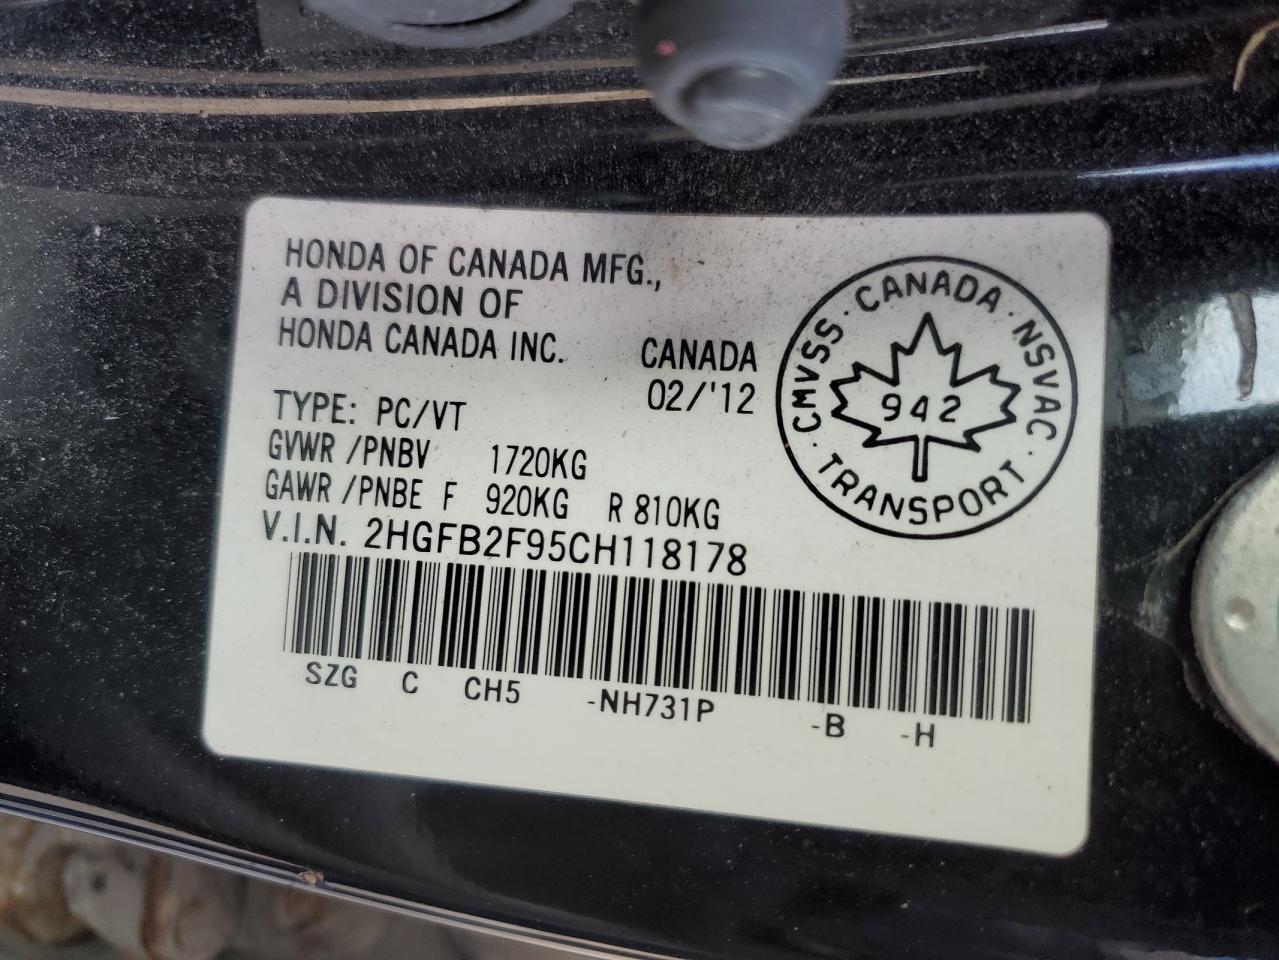 HONDA OF CANADA MFG.,
A DIVISION OF
HONDA CANADA INC.
CANADA
02/'12
TYPE: PC/VT
GVWR /PNBV 1720KG
GAWR /PNBE F 920KG R 810KG
V.I.N. 2HGFB2F95CH118178
SZG C CH5 -NH731P -B -H
CMVSS · CANADA · NSVAC · TRANSPORT ·
942